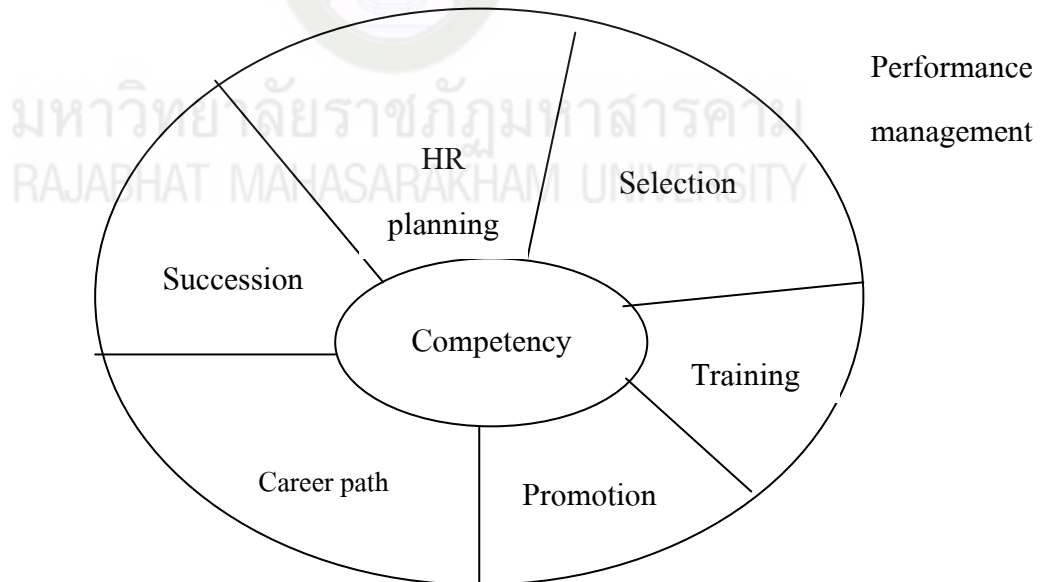 Performance
management
มหาวิทยาลัยราชภัฏมหาสารคาม
RAJABHAT MAHASARAKHAM UNIVERSITY
HR
planning
Selection
Succession
Competency
Training
Career path
Promotion